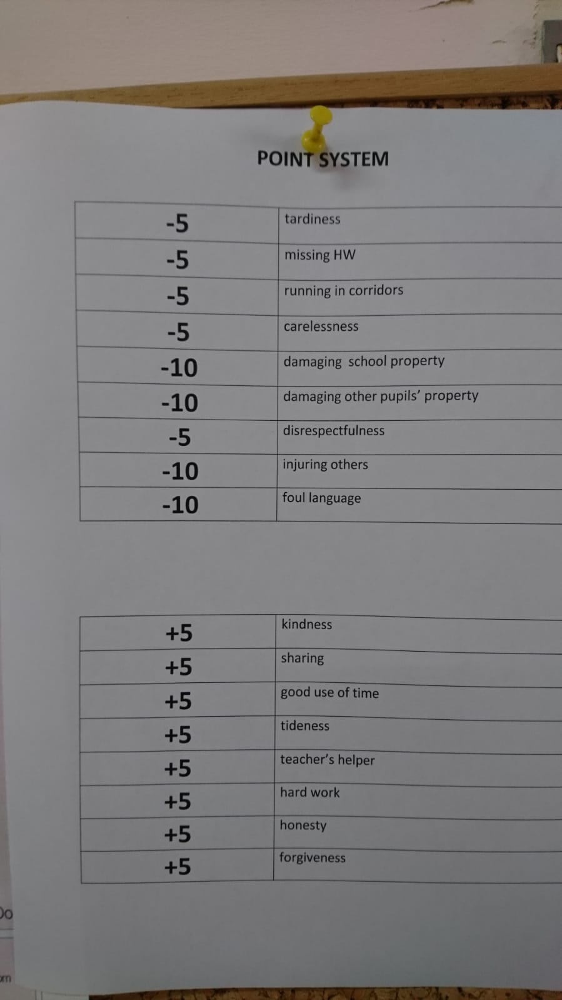 POINT SYSTEM
-5 tardiness
-5 missing HW
-5 running in corridors
-5 carelessness
-10 damaging school property
-10 damaging other pupils’ property
-5 disrespectfulness
-10 injuring others
-10 foul language
+5 kindness
+5 sharing
+5 good use of time
+5 tideness
+5 teacher’s helper
+5 hard work
+5 honesty
+5 forgiveness